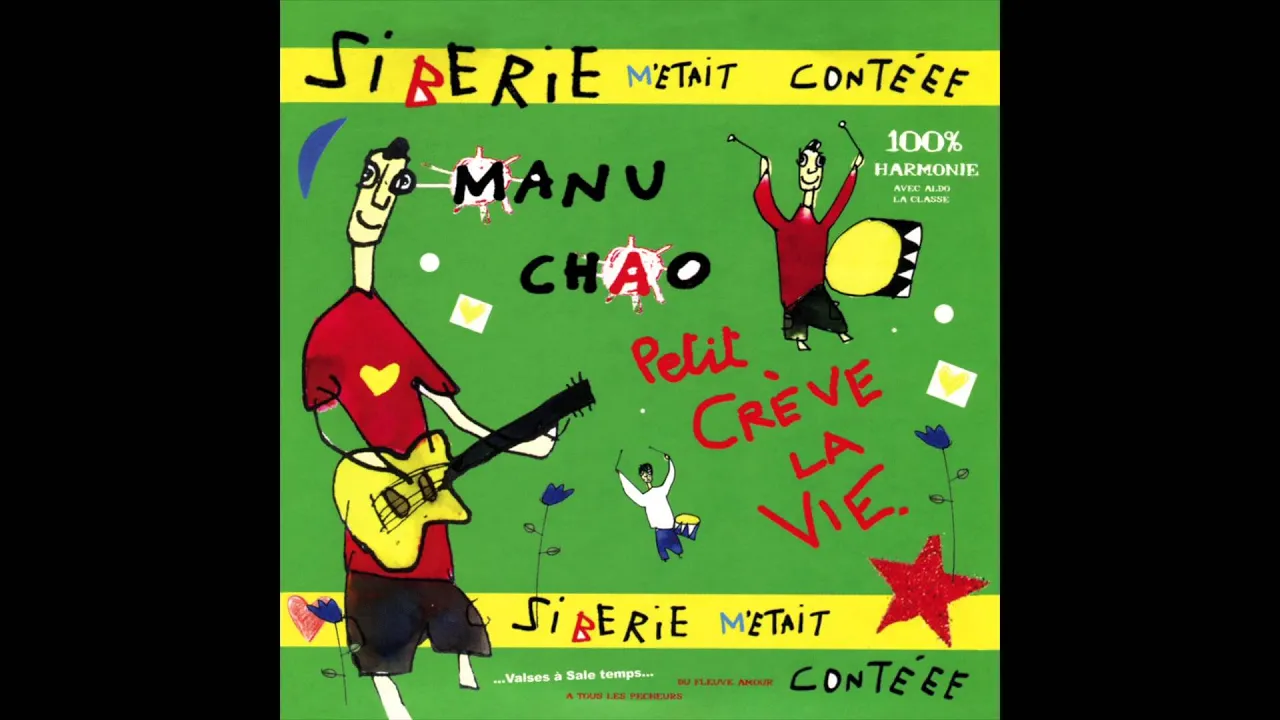 SiBERiE M'ETAIT CONTÉEE
100%
HARMONIE
AVEC ALDO
LA CLASSE
MANU
CHAO
Petit
CRÈVE
LA
VIE.
SiBERiE M'ETAIT
CONTÉEE
...Valses à Sale temps...
DU FLEUVE AMOUR
A TOUS LES PECHEURS